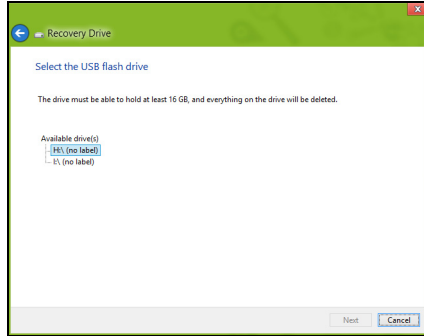 Recovery Drive
Select the USB flash drive
The drive must be able to hold at least 16 GB, and everything on the drive will be deleted.
Available drive(s)
H:\ (no label)
I:\ (no label)
Next
Cancel